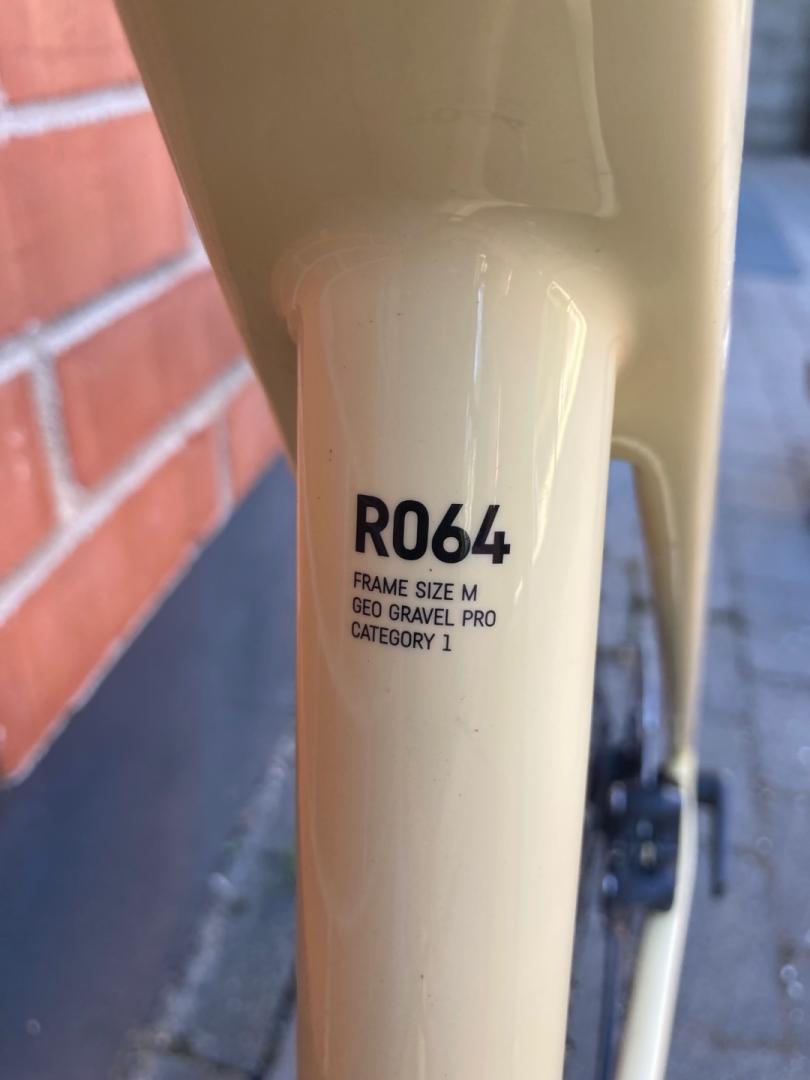 R064
FRAME SIZE M
GEO GRAVEL PRO
CATEGORY 1